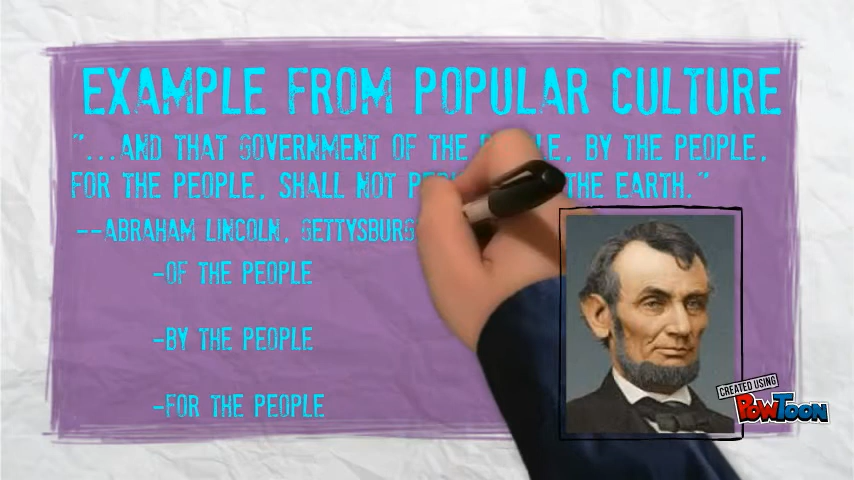 EXAMPLE FROM POPULAR CULTURE
"...AND THAT GOVERNMENT OF THE BY THE PEOPLE,
FOR THE PEOPLE, SHALL NOT THE EARTH."
--ABRAHAM LINCOLN, GETTYSBURG
-OF THE PEOPLE
-BY THE PEOPLE
-FOR THE PEOPLE
CREATED USING
POWTOON